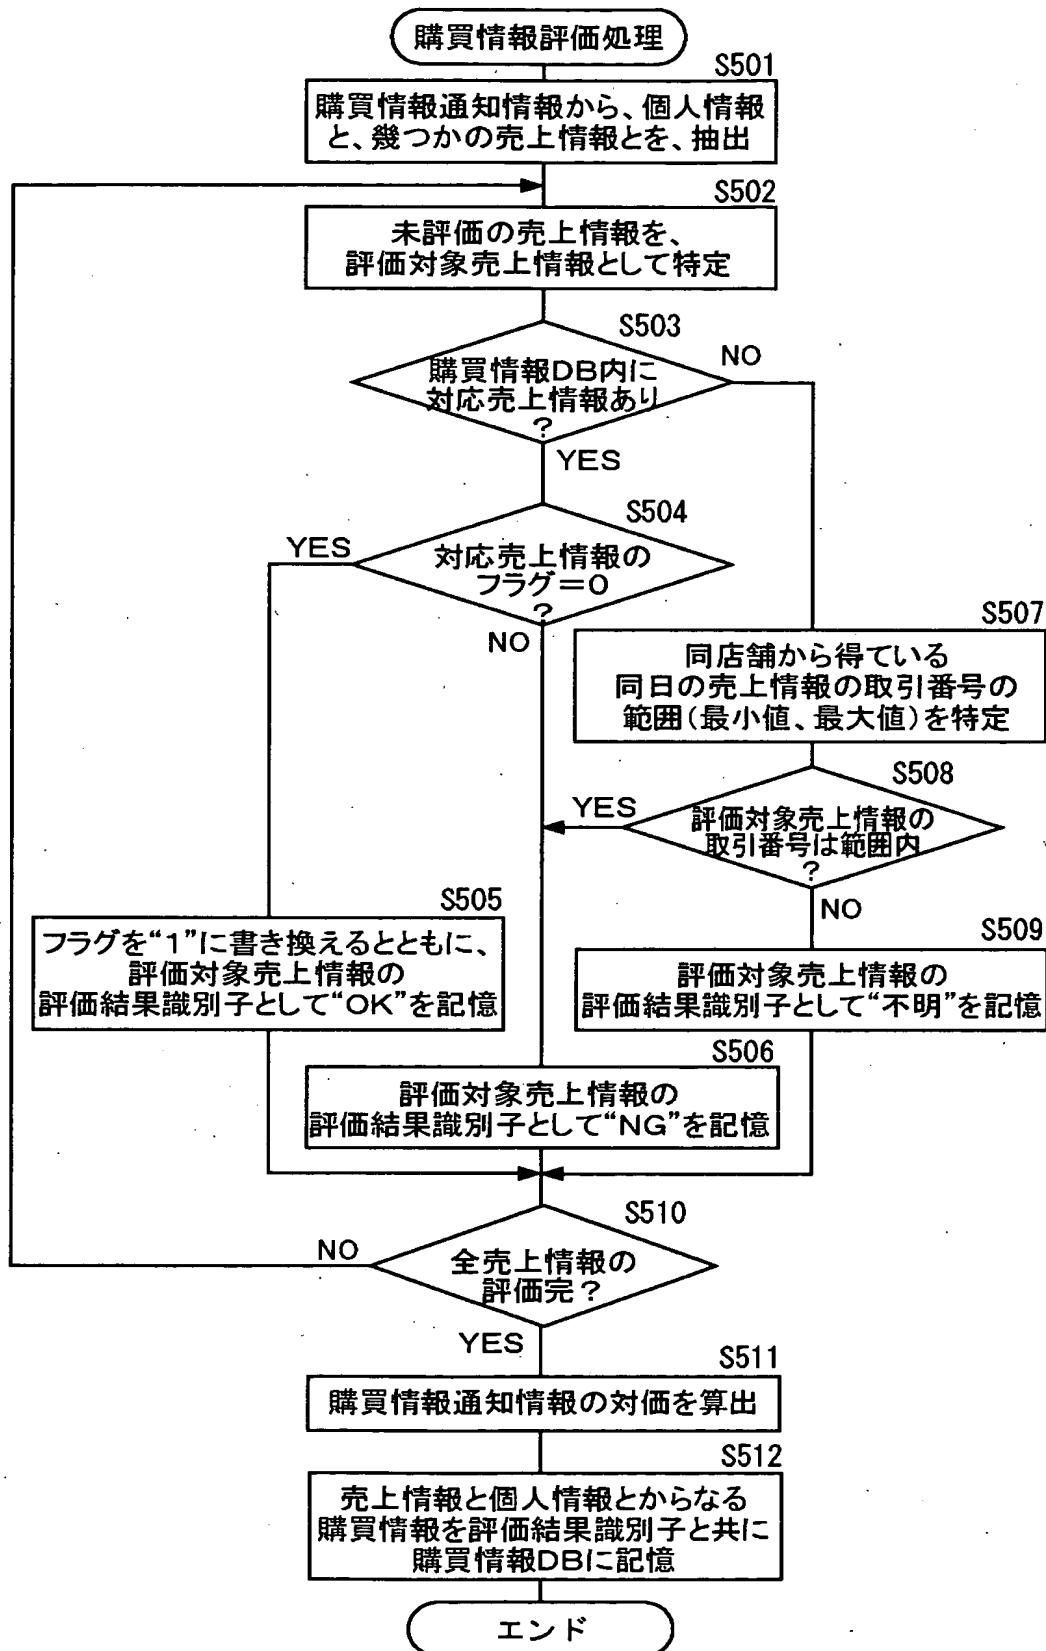 購買情報評価処理
S501
購買情報通知情報から、個人情報
と、幾つかの売上情報とを、抽出
S502
未評価の売上情報を、
評価対象売上情報として特定
S503
購買情報DB内に
対応売上情報あり
?
NO
YES
S504
対応売上情報の
フラグ=0
?
YES
NO
S507
同店舗から得ている
同日の売上情報の取引番号の
範囲(最小値、最大値)を特定
S508
評価対象売上情報の
取引番号は範囲内
?
YES
NO
S505
フラグを“1”に書き換えるとともに、
評価対象売上情報の
評価結果識別子として“OK”を記憶
S509
評価対象売上情報の
評価結果識別子として“不明”を記憶
S506
評価対象売上情報の
評価結果識別子として“NG”を記憶
S510
全売上情報の
評価完?
NO
YES
S511
購買情報通知情報の対価を算出
S512
売上情報と個人情報とからなる
購買情報を評価結果識別子と共に
購買情報DBに記憶
エンド